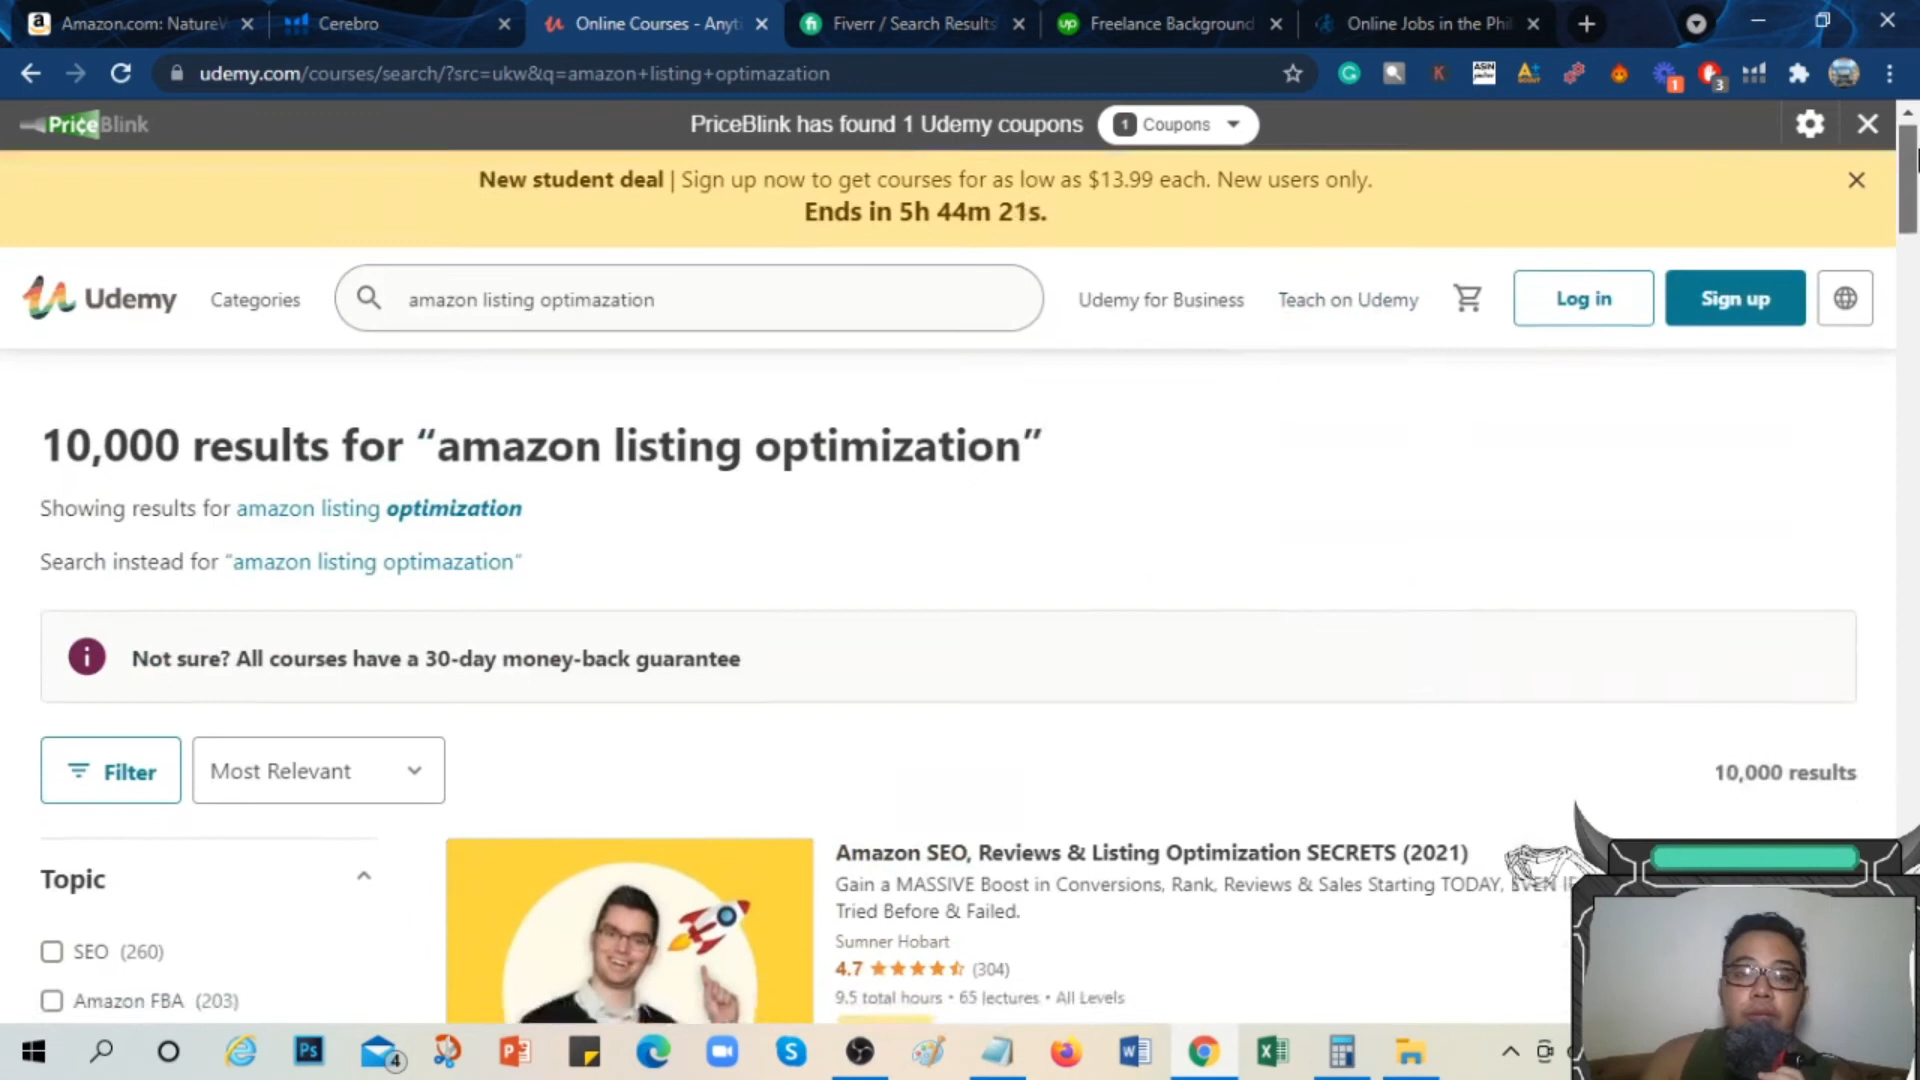 Amazon.com: NatureW
Cerebro
Online Courses - Anyti
Fiverr / Search Results
Freelance Background
Online Jobs in the Phil
udemy.com/courses/search/?src=ukw&q=amazon+listing+optimazation
PriceBlink
PriceBlink has found 1 Udemy coupons
1 Coupons
New student deal | Sign up now to get courses for as low as $13.99 each. New users only.
Ends in 5h 44m 21s.
Udemy
Categories
amazon listing optimazation
Udemy for Business
Teach on Udemy
Log in
Sign up
10,000 results for “amazon listing optimization”
Showing results for amazon listing optimization
Search instead for “amazon listing optimazation”
Not sure? All courses have a 30-day money-back guarantee
Filter
Most Relevant
10,000 results
Topic
SEO (260)
Amazon FBA (203)
Amazon SEO, Reviews & Listing Optimization SECRETS (2021)
Gain a MASSIVE Boost in Conversions, Rank, Reviews & Sales Starting TODAY, EVEN IF
Tried Before & Failed.
Sumner Hobart
4.7 (304)
9.5 total hours • 65 lectures • All Levels